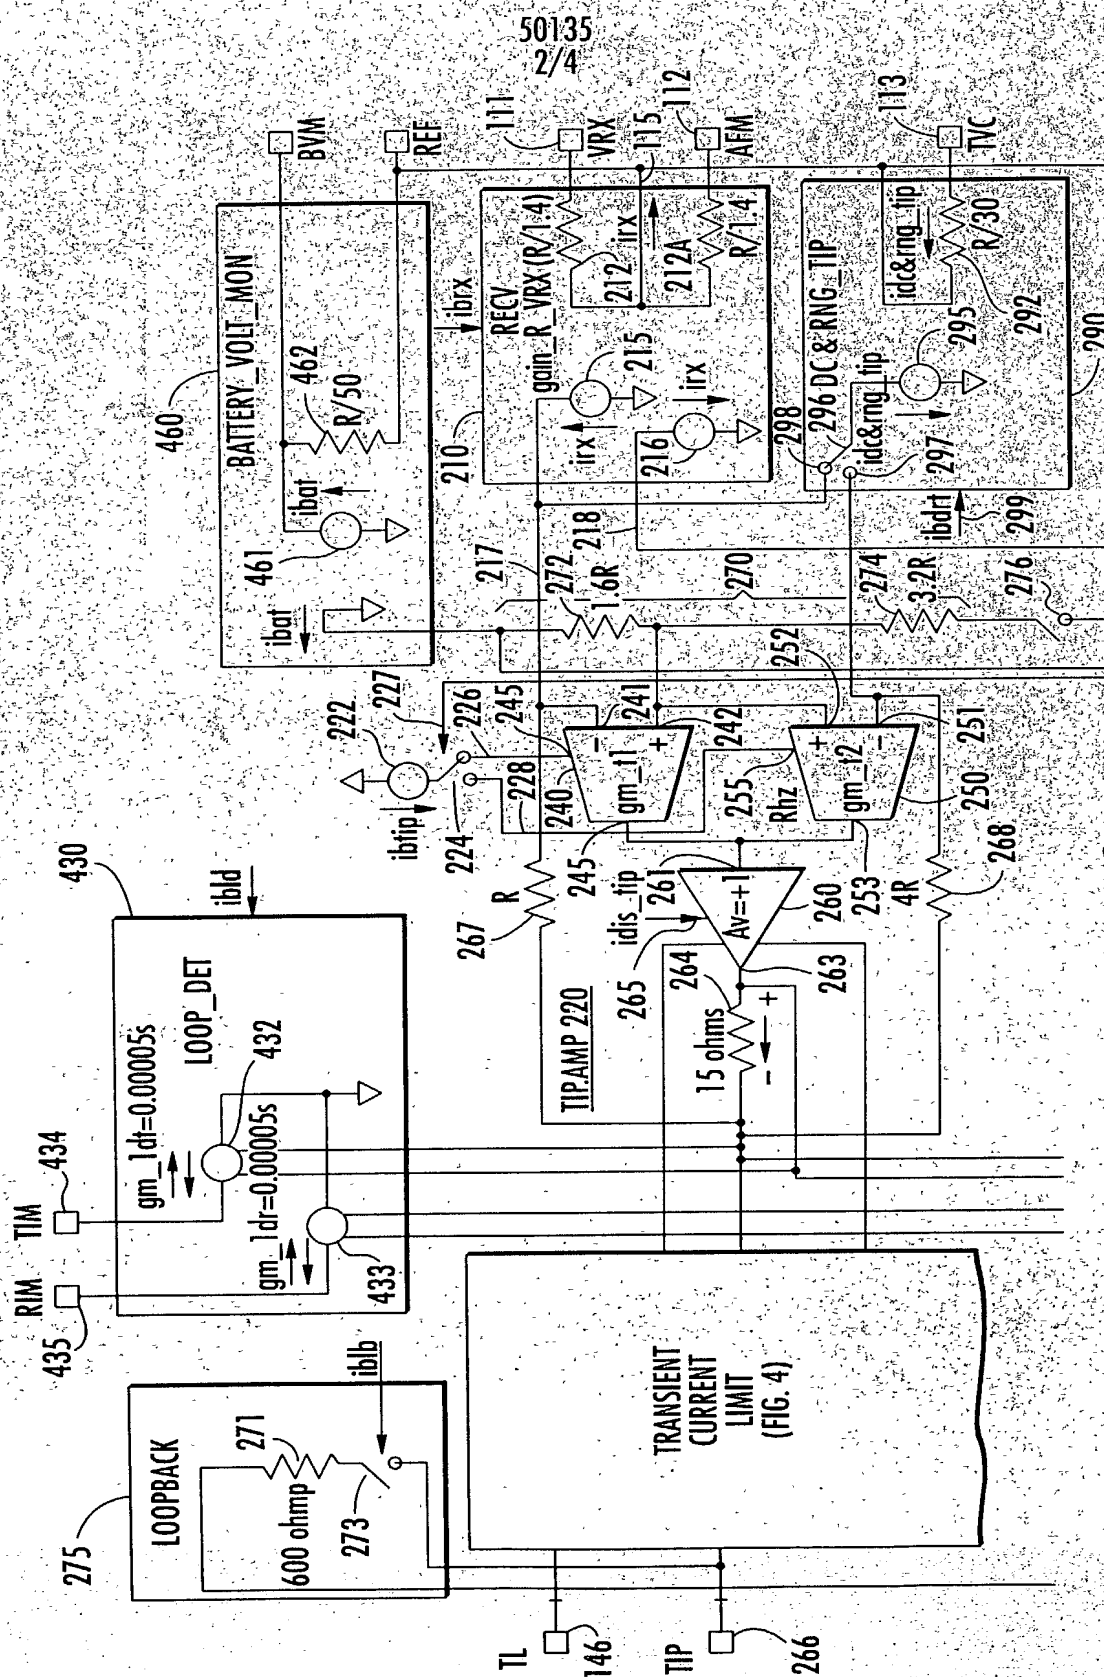 50135
2/4
BVM
REF
111
VRX
112
115
AFM
113
TVC
460
BATTERY_VOLT_MON
462
R/50
ibat
461
ibat
ibrx
210
RECV
gain_R_VRX (R/1.4)
212
irx
212A
R/1.4
215
irx
216
irx
DC & RNG_TIP
idc&rng_tip
R/30
292
295
298
296
idc&rng_tip
297
290
ibdrt
299
217
218
272
1.6R
270
274
3.2R
276
222
227
ibtip
224
226
228
245
240
241
242
gm_t1
-
+
245
252
251
255
Rhz
gm_t2
+
-
250
253
261
idis_tip
265
Av=+1
260
263
264
15 ohms
+
-
R
267
4R
268
TIP.AMP 220
430
ibld
LOOP_DET
gm_1dt=0.00005s
432
gm_1dr=0.00005s
433
TIM
434
RIM
435
275
LOOPBACK
271
600 ohmp
273
iblb
TRANSIENT
CURRENT
LIMIT
(FIG. 4)
TL
146
TIP
266